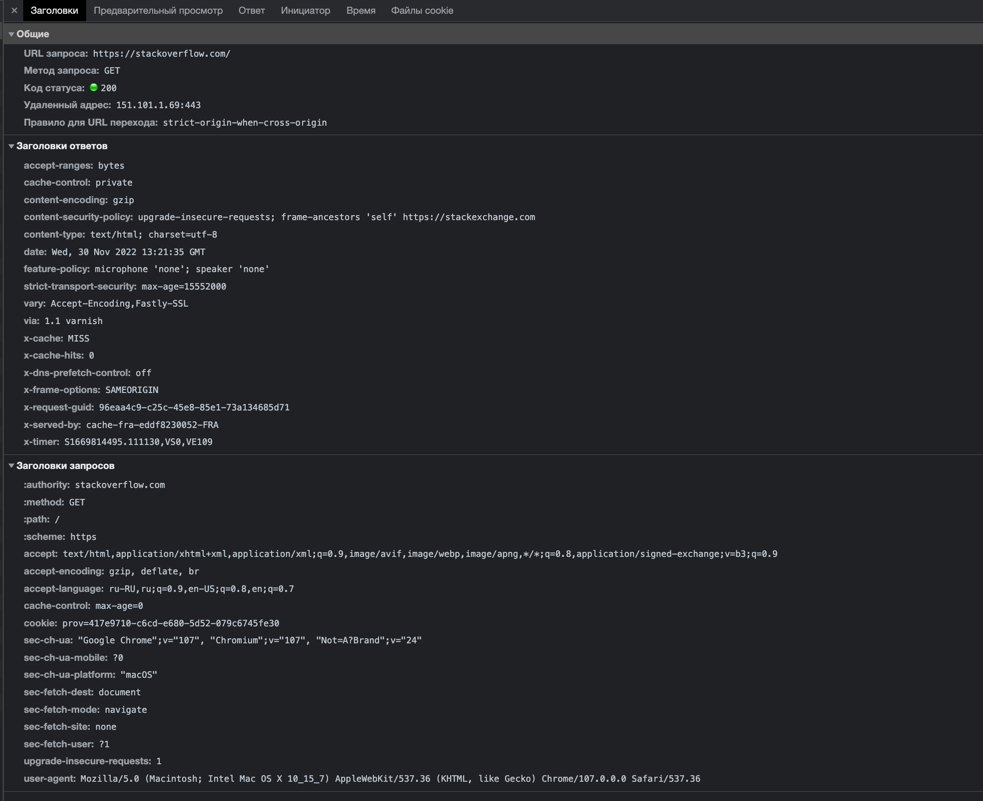 × Заголовки Предварительный просмотр Ответ Инициатор Время Файлы cookie
Общие
URL запроса: https://stackoverflow.com/
Метод запроса: GET
Код статуса: 200
Удаленный адрес: 151.101.1.69:443
Правило для URL перехода: strict-origin-when-cross-origin
Заголовки ответов
accept-ranges: bytes
cache-control: private
content-encoding: gzip
content-security-policy: upgrade-insecure-requests; frame-ancestors 'self' https://stackexchange.com
content-type: text/html; charset=utf-8
date: Wed, 30 Nov 2022 13:21:35 GMT
feature-policy: microphone 'none'; speaker 'none'
strict-transport-security: max-age=15552000
vary: Accept-Encoding,Fastly-SSL
via: 1.1 varnish
x-cache: MISS
x-cache-hits: 0
x-dns-prefetch-control: off
x-frame-options: SAMEORIGIN
x-request-guid: 96eaa4c9-c25c-45e8-85e1-73a134685d71
x-served-by: cache-fra-eddf8230052-FRA
x-timer: S1669814495.111130,VS0,VE109
Заголовки запросов
:authority: stackoverflow.com
:method: GET
:path: /
:scheme: https
accept: text/html,application/xhtml+xml,application/xml;q=0.9,image/avif,image/webp,image/apng,*/*;q=0.8,application/signed-exchange;v=b3;q=0.9
accept-encoding: gzip, deflate, br
accept-language: ru-RU,ru;q=0.9,en-US;q=0.8,en;q=0.7
cache-control: max-age=0
cookie: prov=417e9710-c6cd-e680-5d52-079c6745fe30
sec-ch-ua: "Google Chrome";v="107", "Chromium";v="107", "Not=A?Brand";v="24"
sec-ch-ua-mobile: ?0
sec-ch-ua-platform: "macOS"
sec-fetch-dest: document
sec-fetch-mode: navigate
sec-fetch-site: none
sec-fetch-user: ?1
upgrade-insecure-requests: 1
user-agent: Mozilla/5.0 (Macintosh; Intel Mac OS X 10_15_7) AppleWebKit/537.36 (KHTML, like Gecko) Chrome/107.0.0.0 Safari/537.36